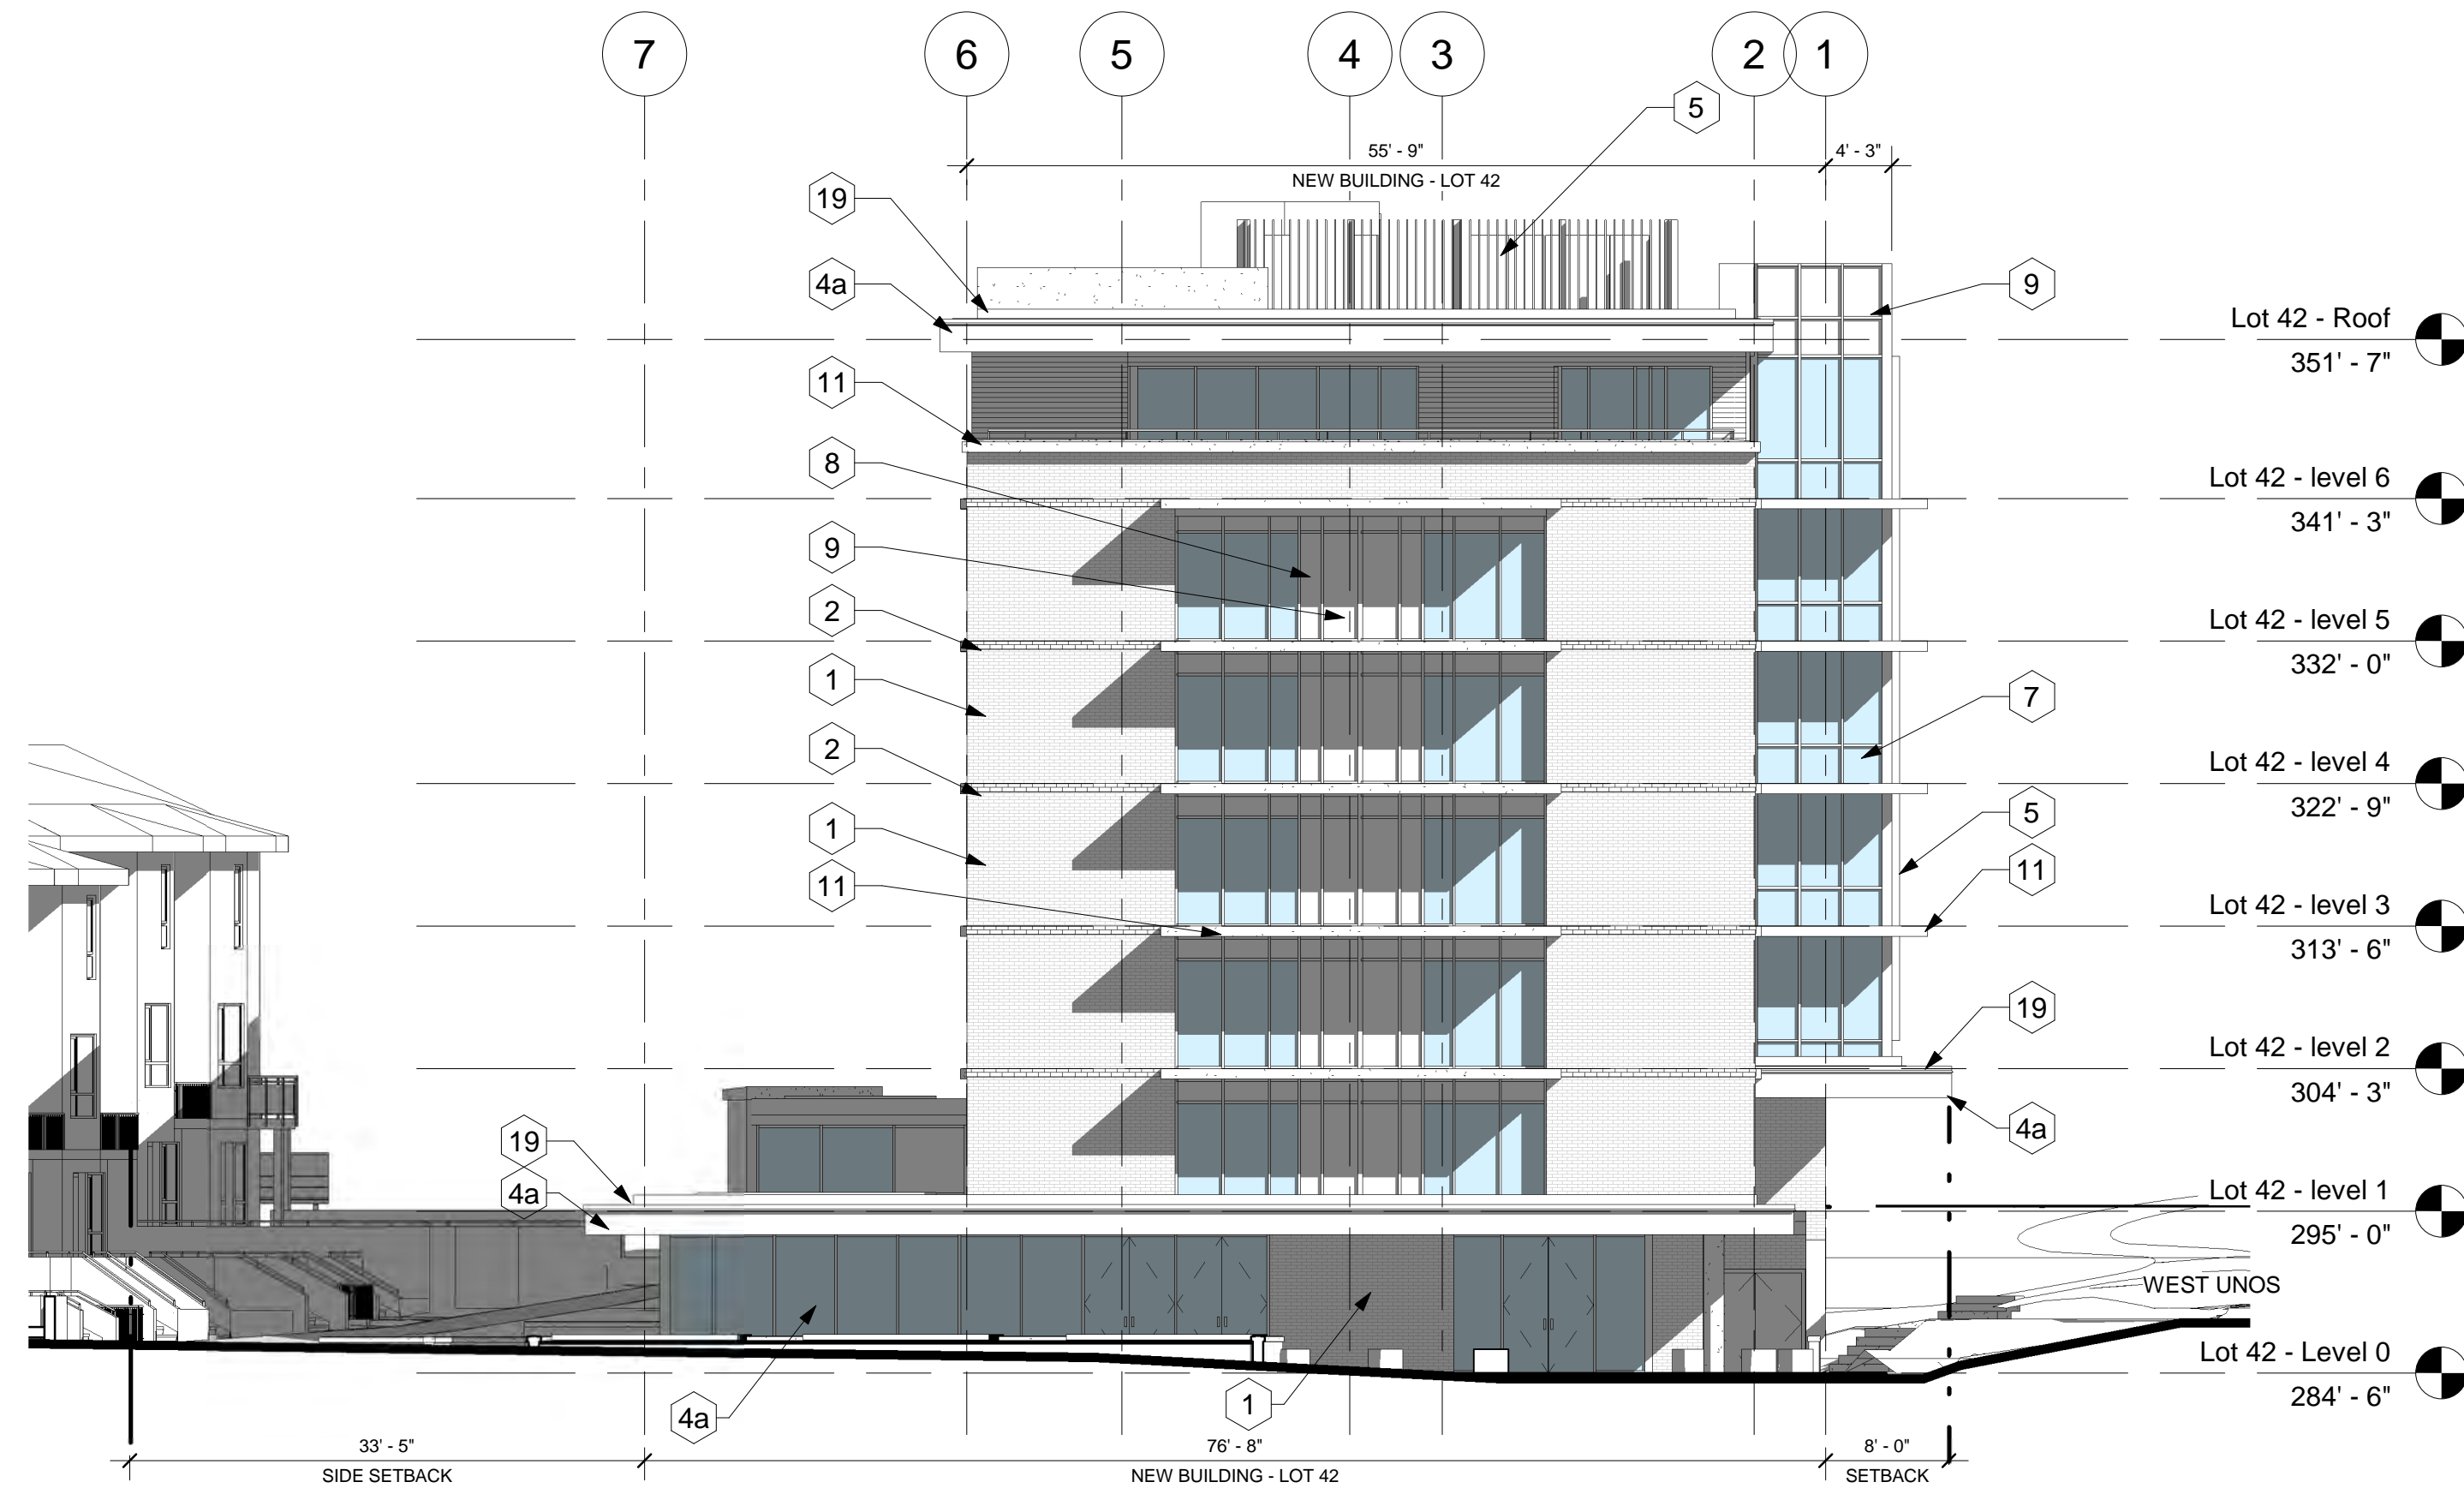 7
6
5
4
3
2
1
5
55' - 9"
4' - 3"
NEW BUILDING - LOT 42
19
4a
9
Lot 42 - Roof
351' - 7"
11
8
Lot 42 - level 6
341' - 3"
9
2
Lot 42 - level 5
332' - 0"
1
7
2
Lot 42 - level 4
322' - 9"
1
5
11
11
Lot 42 - level 3
313' - 6"
19
Lot 42 - level 2
304' - 3"
19
4a
4a
Lot 42 - level 1
295' - 0"
WEST UNOS
Lot 42 - Level 0
284' - 6"
4a
1
33' - 5"
76' - 8"
8' - 0"
SIDE SETBACK
NEW BUILDING - LOT 42
SETBACK